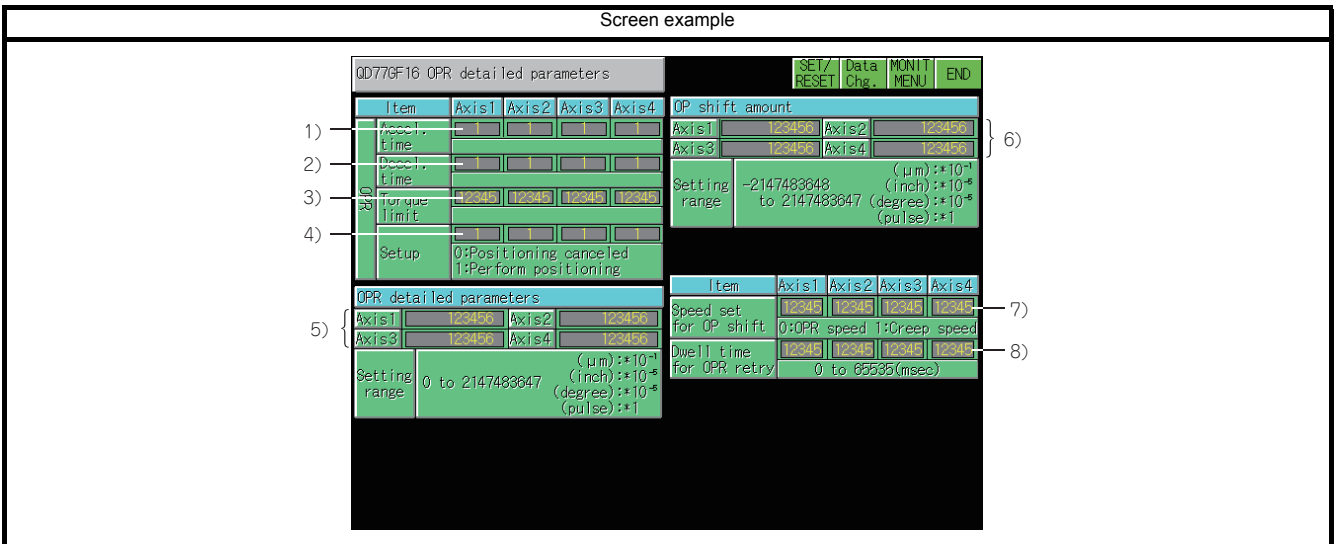 Screen example
QD77GF16 OPR detailed parameters
SET/ RESET Data Chg. MONIT MENU END
Item Axis1 Axis2 Axis3 Axis4
OPR
1) Accel. time 1 1 1 1
2) Decel. time 1 1 1 1
3) Torque limit 12345 12345 12345 12345
4) 1 1 1 1
Setup 0:Positioning canceled
1:Perform positioning
OPR detailed parameters
5) Axis1 123456 Axis2 123456
Axis3 123456 Axis4 123456
Setting range 0 to 2147483647
(μm):*10⁻¹
(inch):*10⁻⁵
(degree):*10⁻⁵
(pulse):*1
OP shift amount
Axis1 123456 Axis2 123456 6)
Axis3 123456 Axis4 123456
Setting range -2147483648
to 2147483647
(μm):*10⁻¹
(inch):*10⁻⁵
(degree):*10⁻⁵
(pulse):*1
Item Axis1 Axis2 Axis3 Axis4
Speed set for OP shift 12345 12345 12345 12345 7)
0:OPR speed 1:Creep speed
Dwell time for OPR retry 12345 12345 12345 12345 8)
0 to 65535(msec)